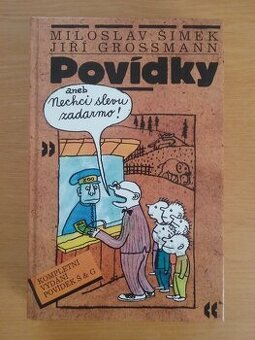 MILOSLAV ŠIMEK
JIŘÍ GROSSMANN
Povídky
aneb
Nechci slevu
zadarmo!
KOMPLETNÍ
VYDÁNÍ
POVÍDEK Š & G